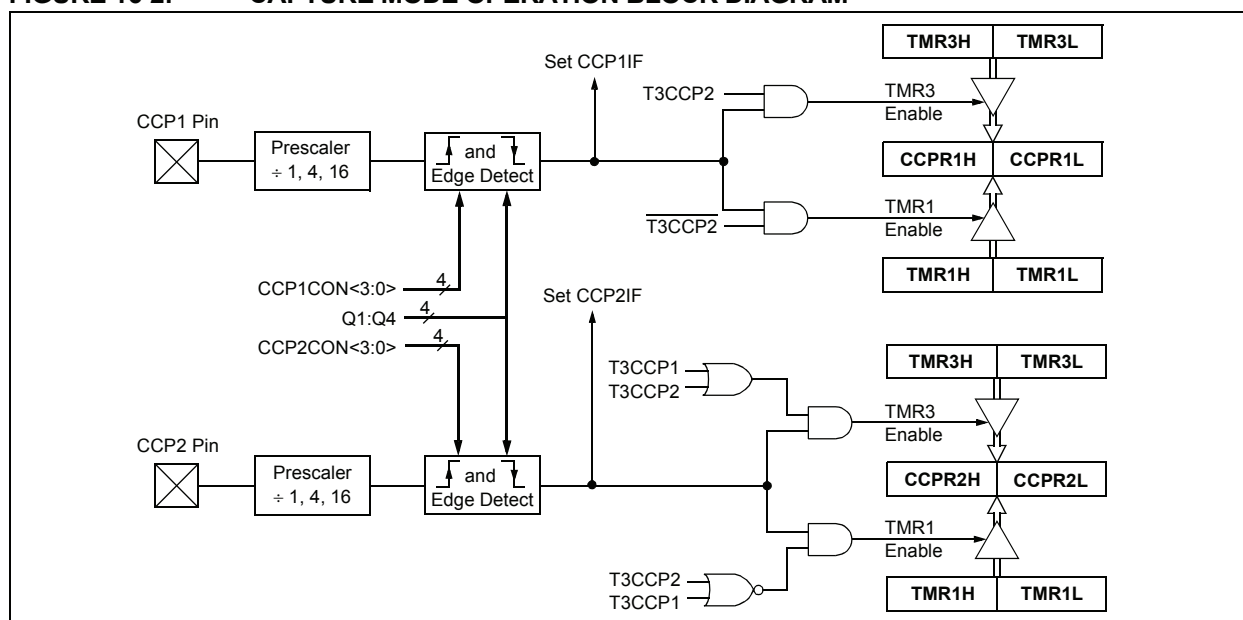 FIGURE 15-2: CAPTURE MODE OPERATION BLOCK DIAGRAM
TMR3H TMR3L
Set CCP1IF
T3CCP2
TMR3
Enable
CCP1 Pin
Prescaler
÷ 1, 4, 16
and
Edge Detect
CCPR1H CCPR1L
T3CCP2
TMR1
Enable
TMR1H TMR1L
CCP1CON<3:0>
4
Q1:Q4
4
CCP2CON<3:0>
4
Set CCP2IF
TMR3H TMR3L
T3CCP1
T3CCP2
TMR3
Enable
CCP2 Pin
Prescaler
÷ 1, 4, 16
and
Edge Detect
CCPR2H CCPR2L
TMR1
Enable
T3CCP2
T3CCP1
TMR1H TMR1L